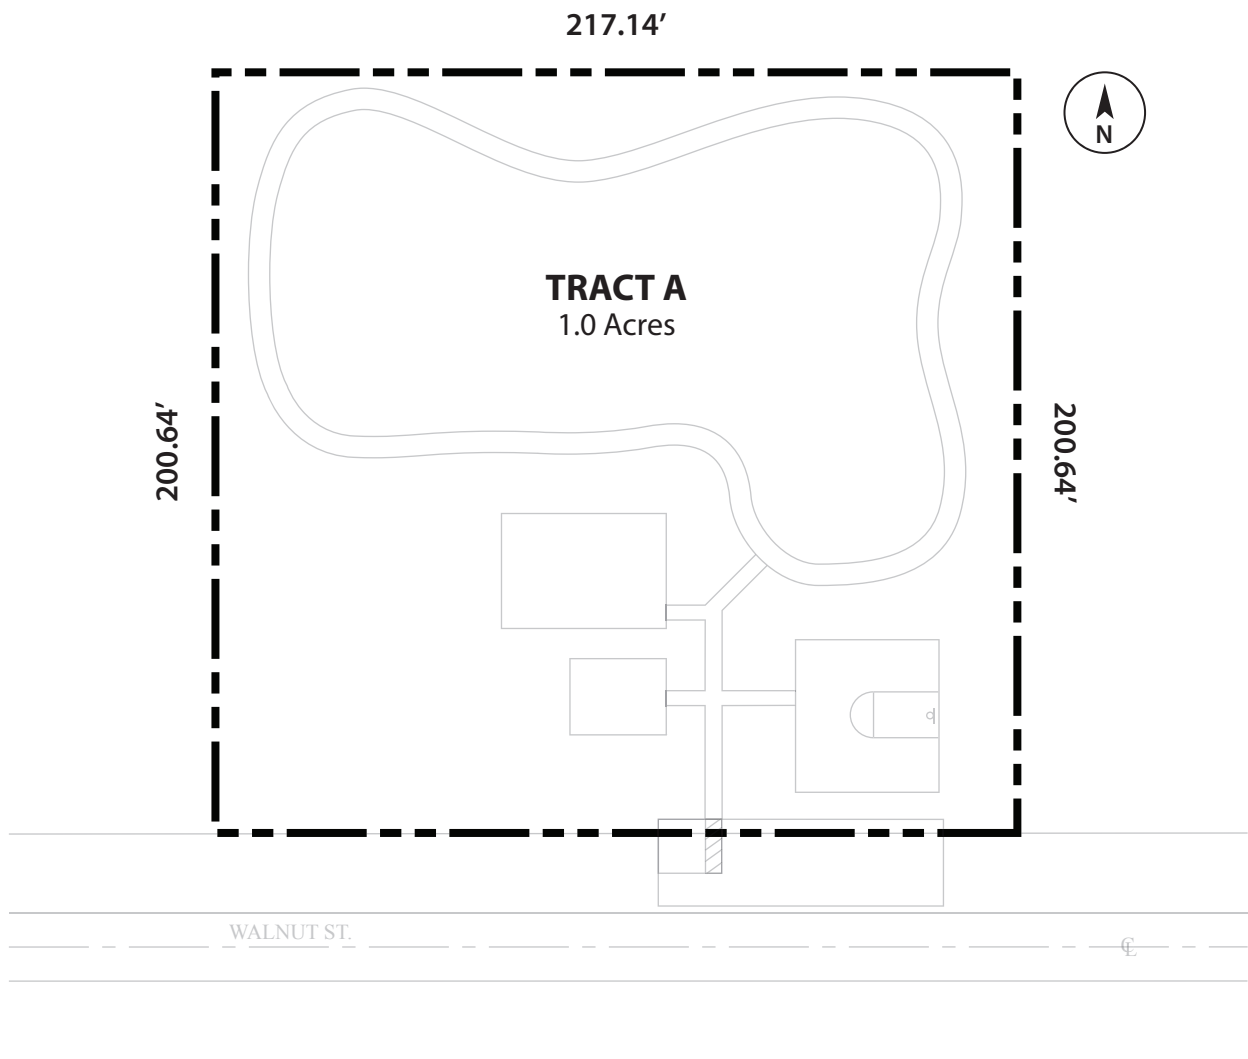 217.14’
N
TRACT A
1.0 Acres
200.64’
200.64’
WALNUT ST.
℄